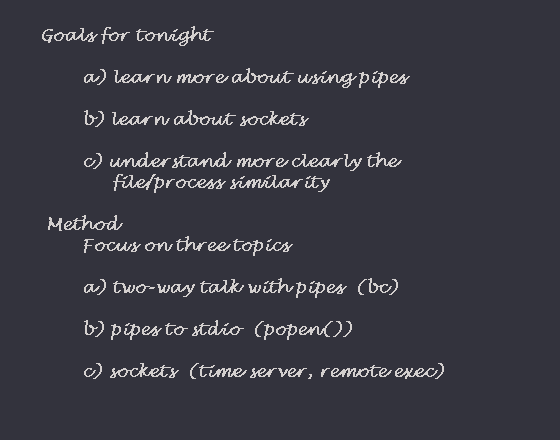 Goals for tonight
a) learn more about using pipes
b) learn about sockets
c) understand more clearly the
file/process similarity
Method
Focus on three topics
a) two-way talk with pipes (bc)
b) pipes to stdio (popen())
c) sockets (time server, remote exec)